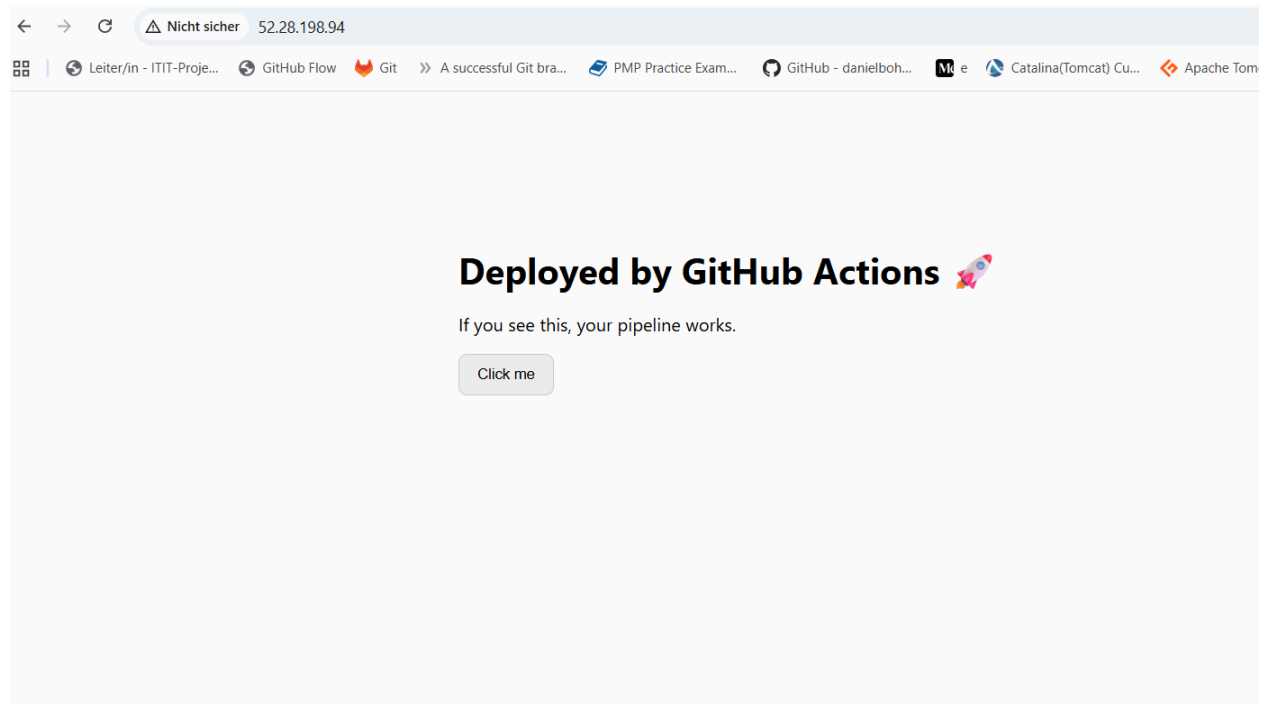 Nicht sicher 52.28.198.94
Leiter/in - ITIT-Proje... GitHub Flow Git A successful Git bra... PMP Practice Exam... GitHub - danielboh... e Catalina(Tomcat) Cu... Apache Tom
Deployed by GitHub Actions 🚀
If you see this, your pipeline works.
Click me